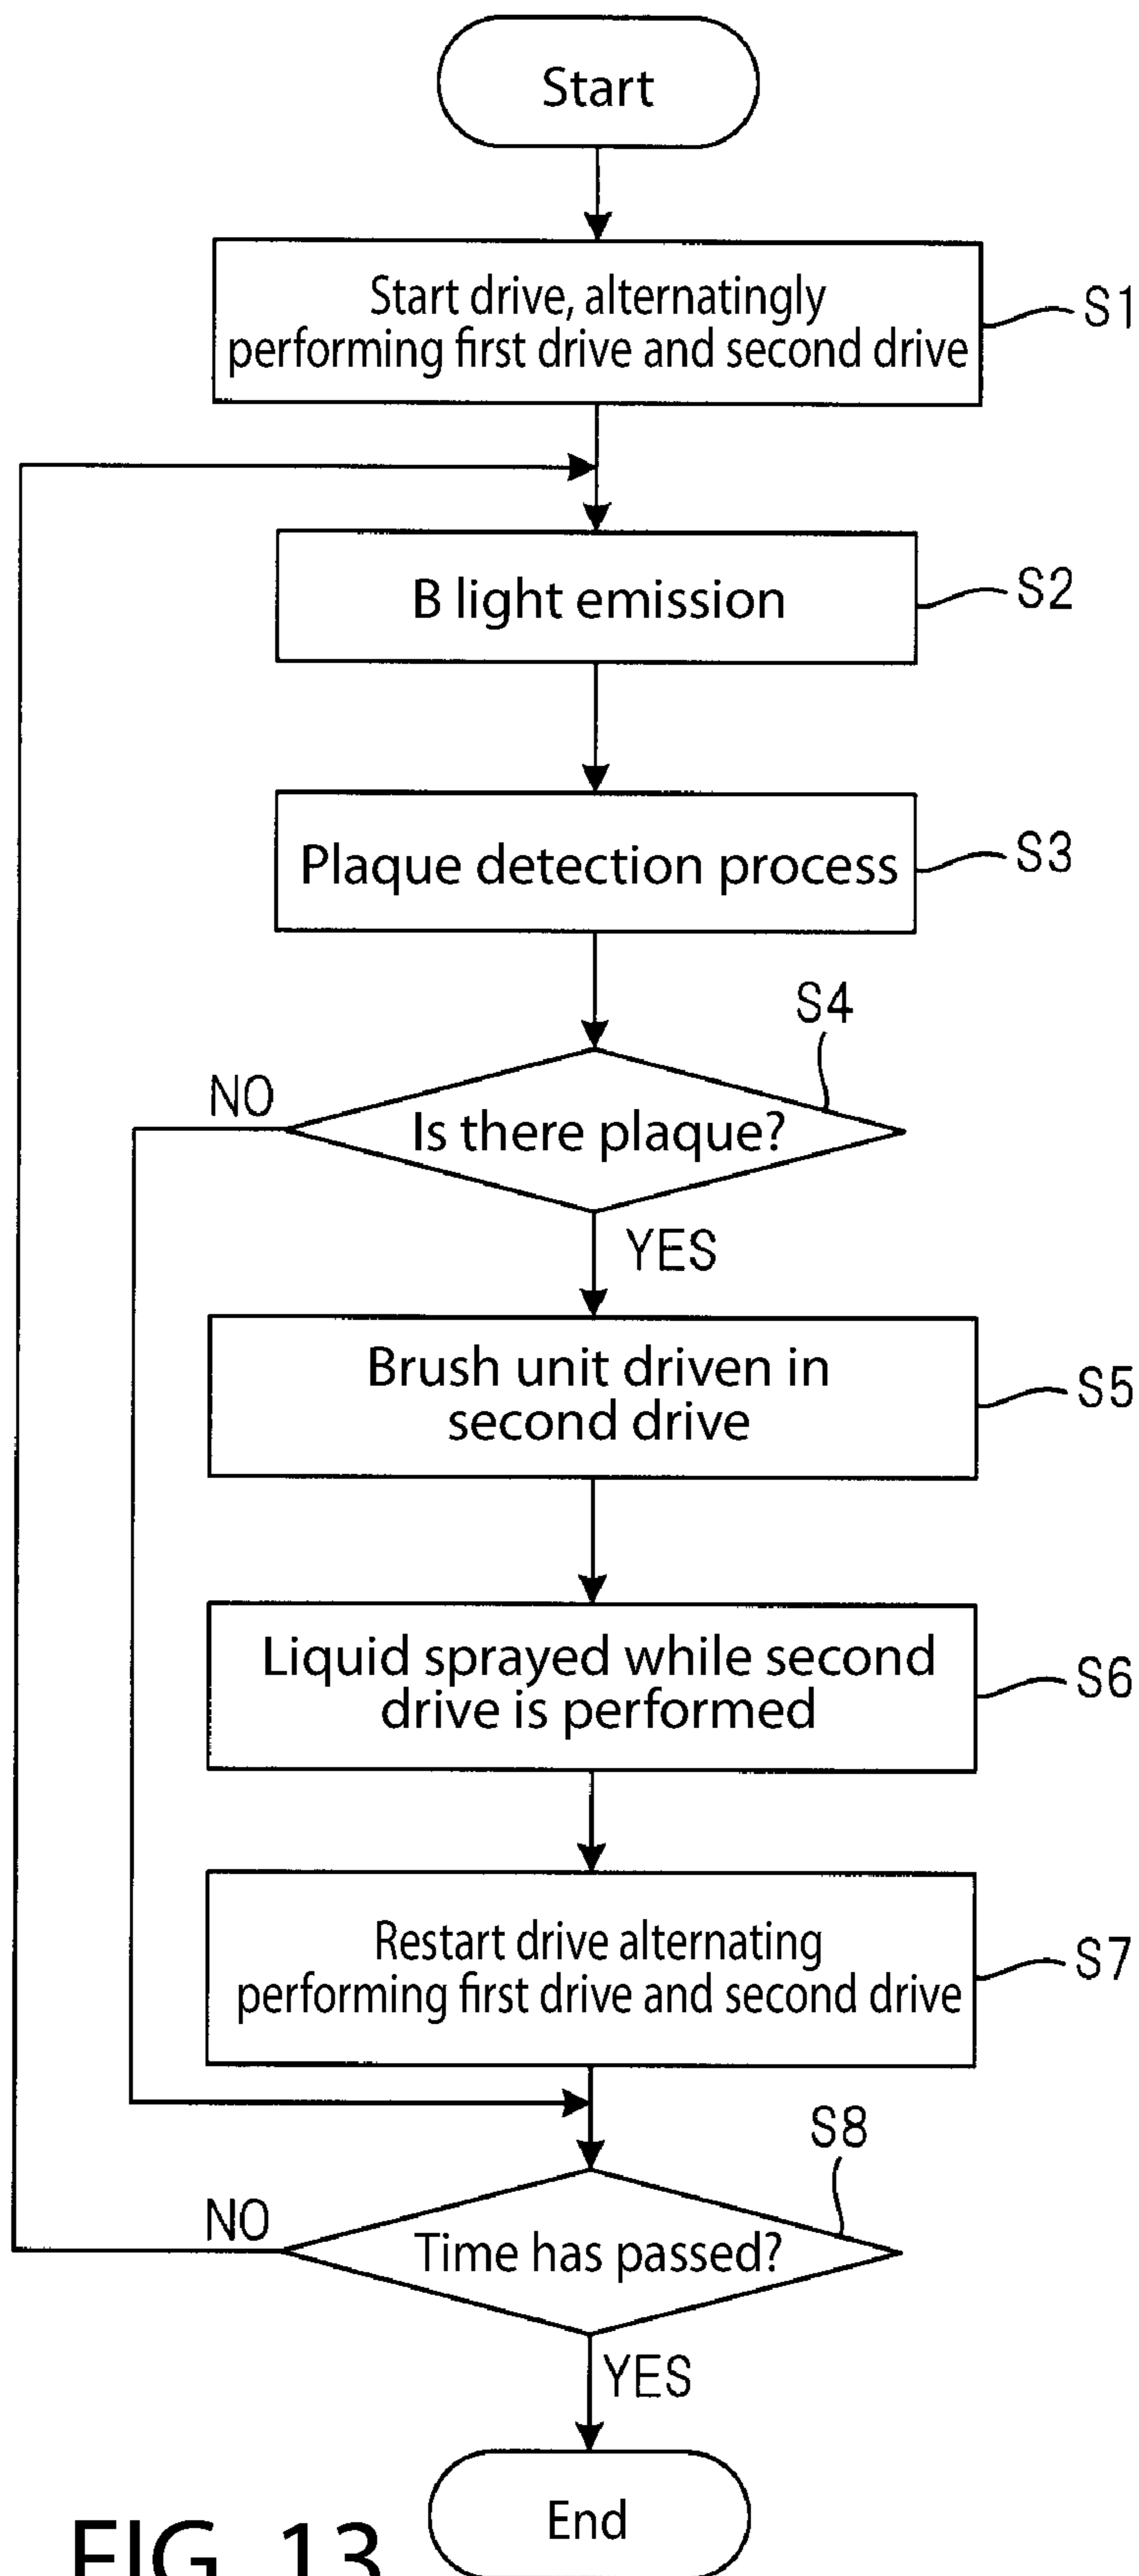 Start
Start drive, alternatingly
performing first drive and second drive
S1
B light emission
S2
Plaque detection process
S3
S4
NO
Is there plaque?
YES
Brush unit driven in
second drive
S5
Liquid sprayed while second
drive is performed
S6
Restart drive alternating
performing first drive and second drive
S7
S8
NO
Time has passed?
YES
End
FIG. 13